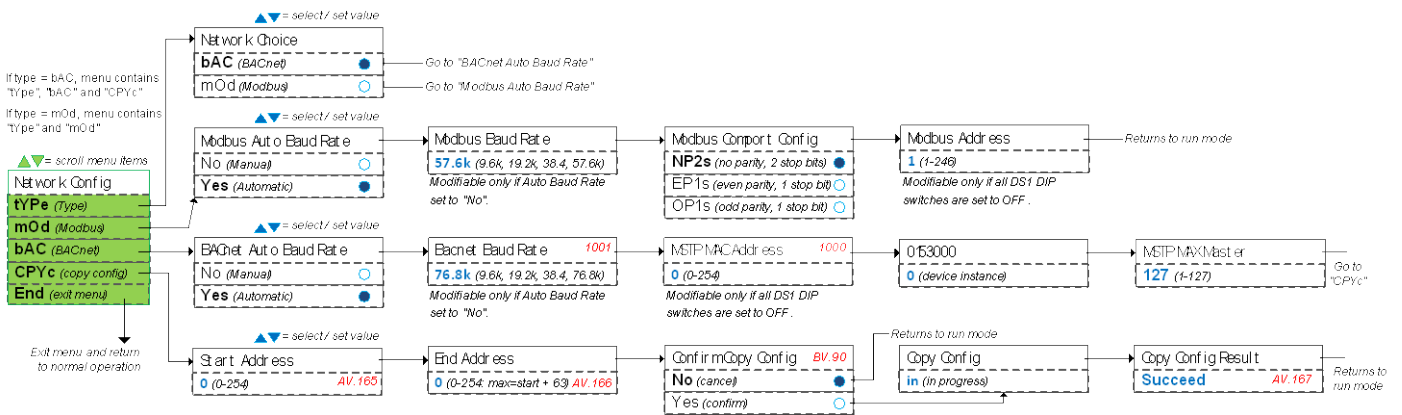 = select / set value
Network Choice
bAC (BACnet)
Go to "BACnet Auto Baud Rate"
mOd (Modbus)
Go to "Modbus Auto Baud Rate"
If type = bAC, menu contains
"tYpe", "bAC" and "CPYc"
If type = mOd, menu contains
"tYpe" and "mOd"
= scroll menu items
Network Config
tYPe (Type)
mOd (Modbus)
bAC (BACnet)
CPYc (copy config)
End (exit menu)
Exit menu and return
to normal operation
= select / set value
Modbus Auto Baud Rate
No (Manual)
Yes (Automatic)
Modbus Baud Rate
57.6k (9.6k, 19.2k, 38.4, 57.6k)
Modifiable only if Auto Baud Rate
set to "No".
Modbus Comport Config
NP2s (no parity, 2 stop bits)
EP1s (even parity, 1 stop bit)
OP1s (odd parity, 1 stop bit)
Modbus Address
1 (1-246)
Modifiable only if all DS1 DIP
switches are set to OFF .
Returns to run mode
BACnet Auto Baud Rate
No (Manual)
Yes (Automatic)
Bacnet Baud Rate 1001
76.8k (9.6k, 19.2k, 38.4, 76.8k)
Modifiable only if Auto Baud Rate
set to "No".
MSTP MAC Address 1000
0 (0-254)
Modifiable only if all DS1 DIP
switches are set to OFF .
0153000
0 (device instance)
MSTP MAX Master
127 (1-127)
Go to
"CPYc"
= select / set value
Start Address
0 (0-254) AV.165
End Address
0 (0-254: max=start + 63) AV.166
Confirm Copy Config BV.90
No (cancel)
Yes (confirm)
Returns to run mode
Copy Config
in (in progress)
Copy Config Result
Succeed AV.167
Returns to
run mode